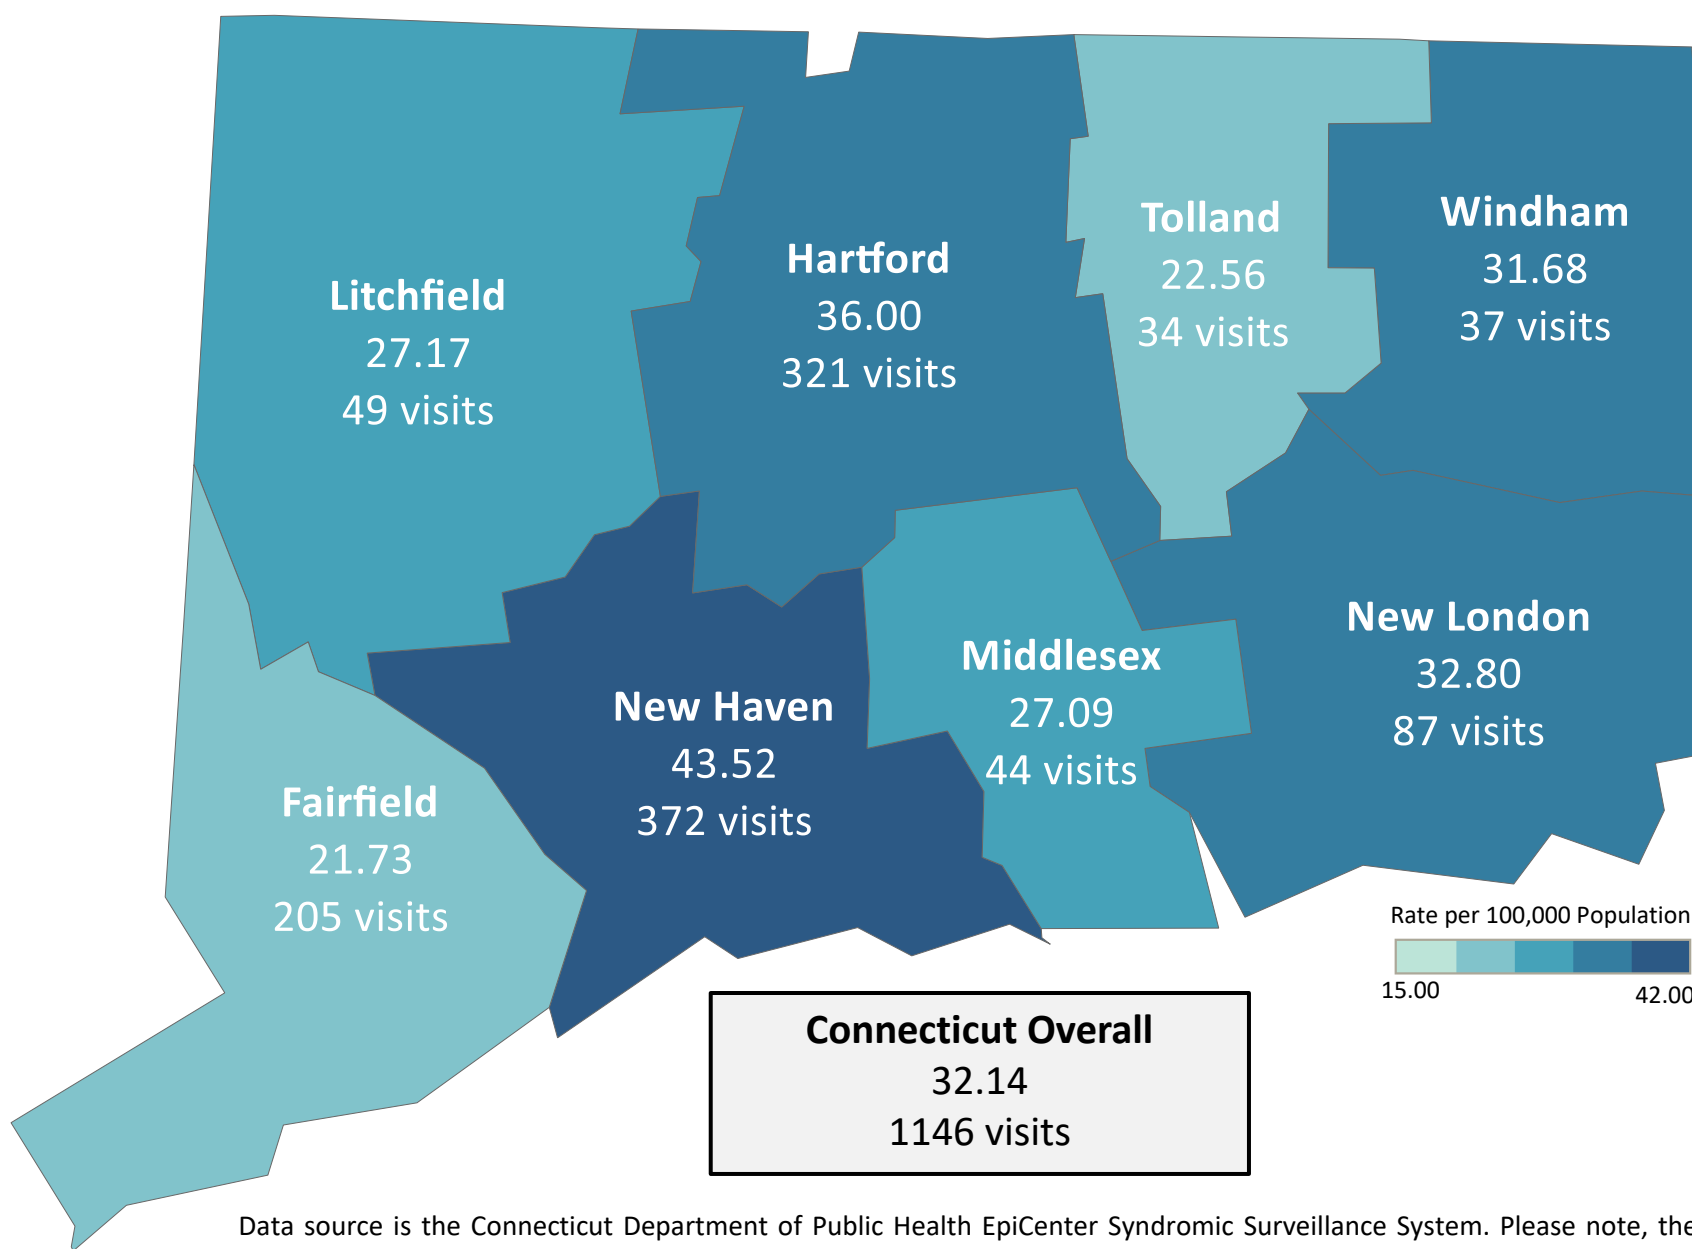 Tolland
22.56
34 visits
Windham
31.68
37 visits
Hartford
36.00
321 visits
Litchfield
27.17
49 visits
New London
32.80
87 visits
Middlesex
27.09
44 visits
New Haven
43.52
372 visits
Fairfield
21.73
205 visits
Rate per 100,000 Population
15.00
42.00
Connecticut Overall
32.14
1146 visits
Data source is the Connecticut Department of Public Health EpiCenter Syndromic Surveillance System. Please note, the